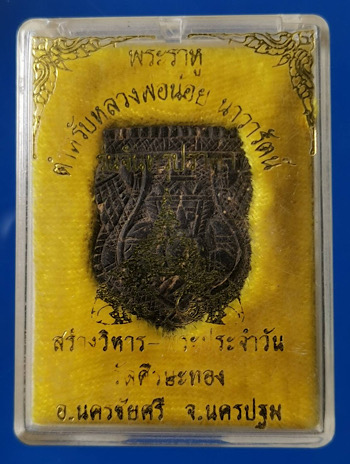 พระราหู
ตำหรับหลวงพ่อน้อย นาวารัตน์
สร้างวิหาร-พระประจำวัน
วัดศีรษะทอง
อ.นครชัยศรี จ.นครปฐม